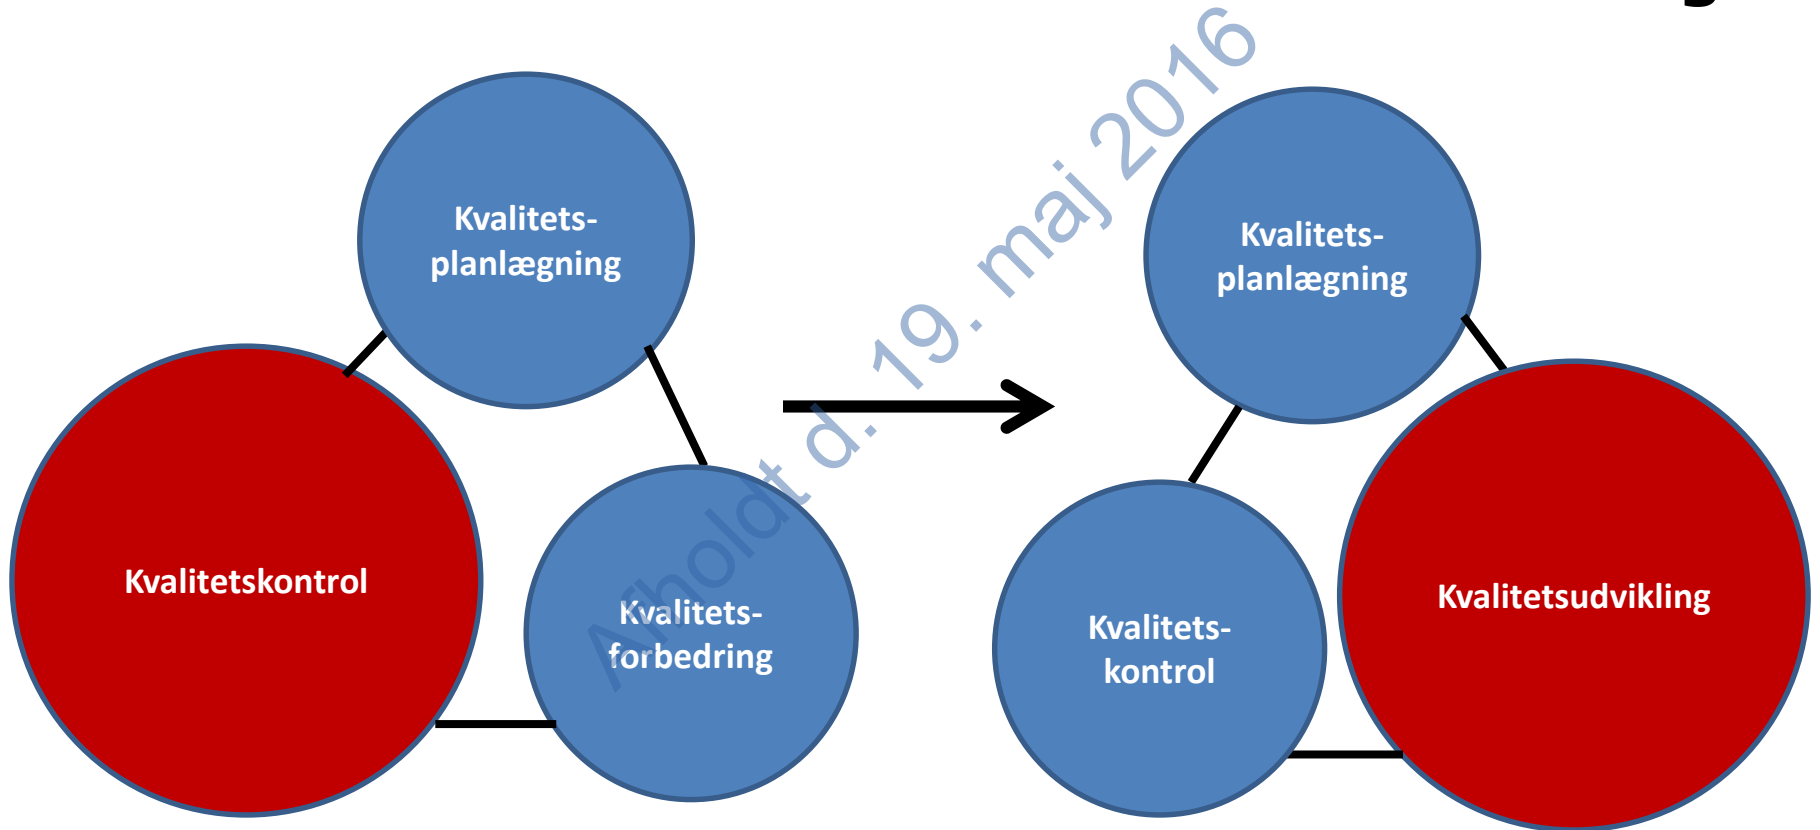 Kvalitets-
planlægning
Kvalitetskontrol
Kvalitets-
forbedring
Kvalitets-
planlægning
Kvalitets-
kontrol
Kvalitetsudvikling
Afholdt d. 19. maj 2016